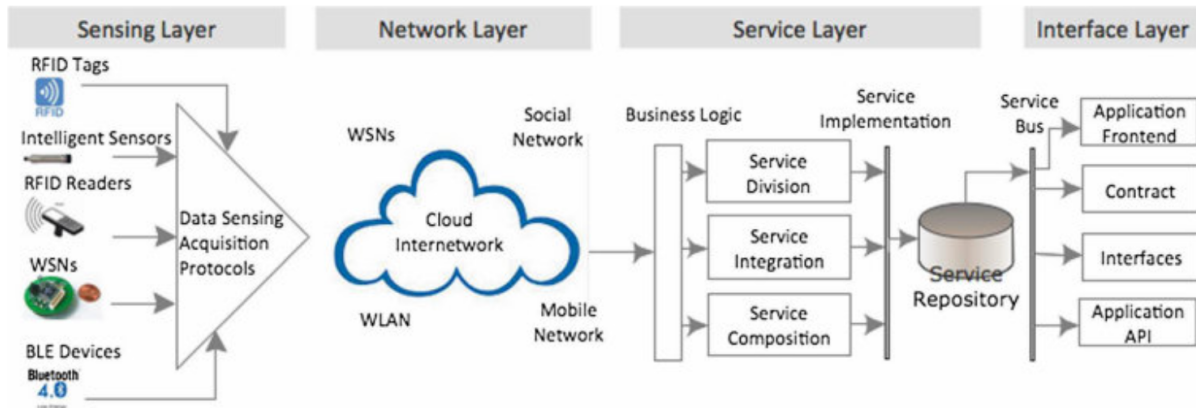 Sensing Layer
Network Layer
Service Layer
Interface Layer
RFID Tags
RFID
Intelligent Sensors
RFID Readers
WSNs
BLE Devices
Bluetooth
4.0
Data Sensing
Acquisition
Protocols
WSNs
Social
Network
Cloud
Internetwork
WLAN
Mobile
Network
Business Logic
Service
Division
Service
Integration
Service
Composition
Service
Implementation
Service
Repository
Service
Bus
Application
Frontend
Contract
Interfaces
Application
API